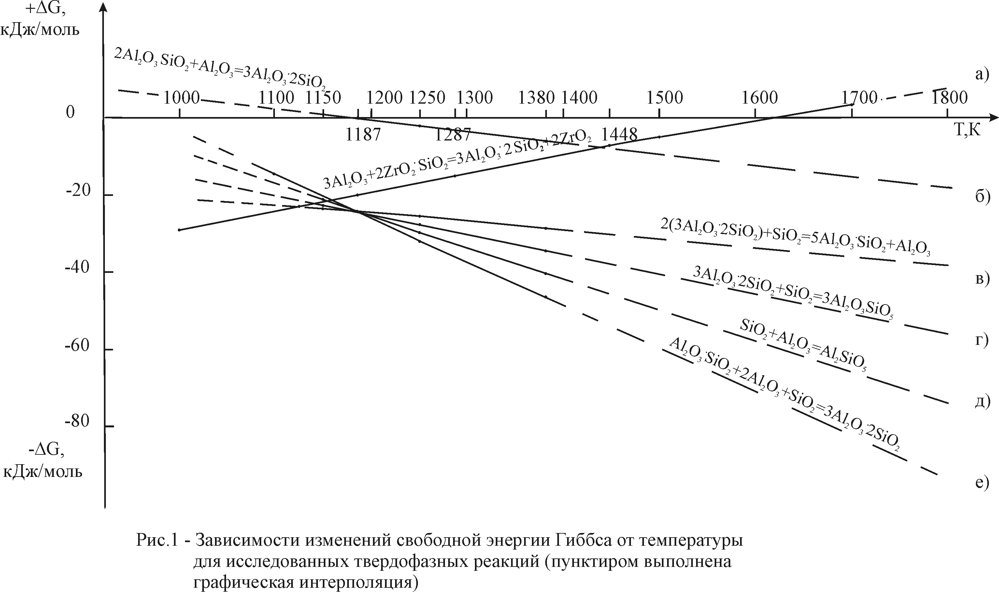 +ΔG,
кДж/моль
2Al₂O₃SiO₂+Al₂O₃=3Al₂O₃·2SiO₂
а)
1000 1100 1150 1200 1250 1300 1380 1400 1500 1600 1700 1800
0
1187 1287 1448 T,К
3Al₂O₃+2ZrO₂·SiO₂=3Al₂O₃·2SiO₂+2ZrO₂
-20
б)
2(3Al₂O₃·2SiO₂)+SiO₂=5Al₂O₃·SiO₂+Al₂O₃
-40
в)
3Al₂O₃·2SiO₂+SiO₂=3Al₂O₃SiO₅
-60
г)
SiO₂+Al₂O₃=Al₂SiO₅
д)
Al₂O₃·SiO₂+2Al₂O₃+SiO₂=3Al₂O₃·2SiO₂
-80
-ΔG,
кДж/моль
е)
Рис.1 - Зависимости изменений свободной энергии Гиббса от температуры
для исследованных твердофазных реакций (пунктиром выполнена
графическая интерполяция)